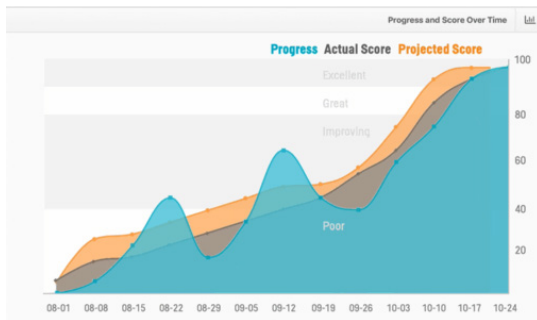 Progress and Score Over Time
Progress Actual Score Projected Score
Excellent
Great
Improving
Poor
100
80
60
40
20
08-01 08-08 08-15 08-22 08-29 09-05 09-12 09-19 09-26 10-03 10-10 10-17 10-24